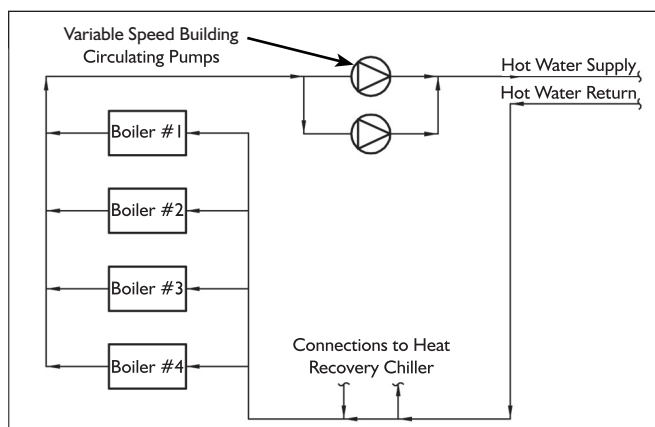 Variable Speed Building
Circulating Pumps
Hot Water Supply
Hot Water Return
Boiler #1
Boiler #2
Boiler #3
Boiler #4
Connections to Heat
Recovery Chiller